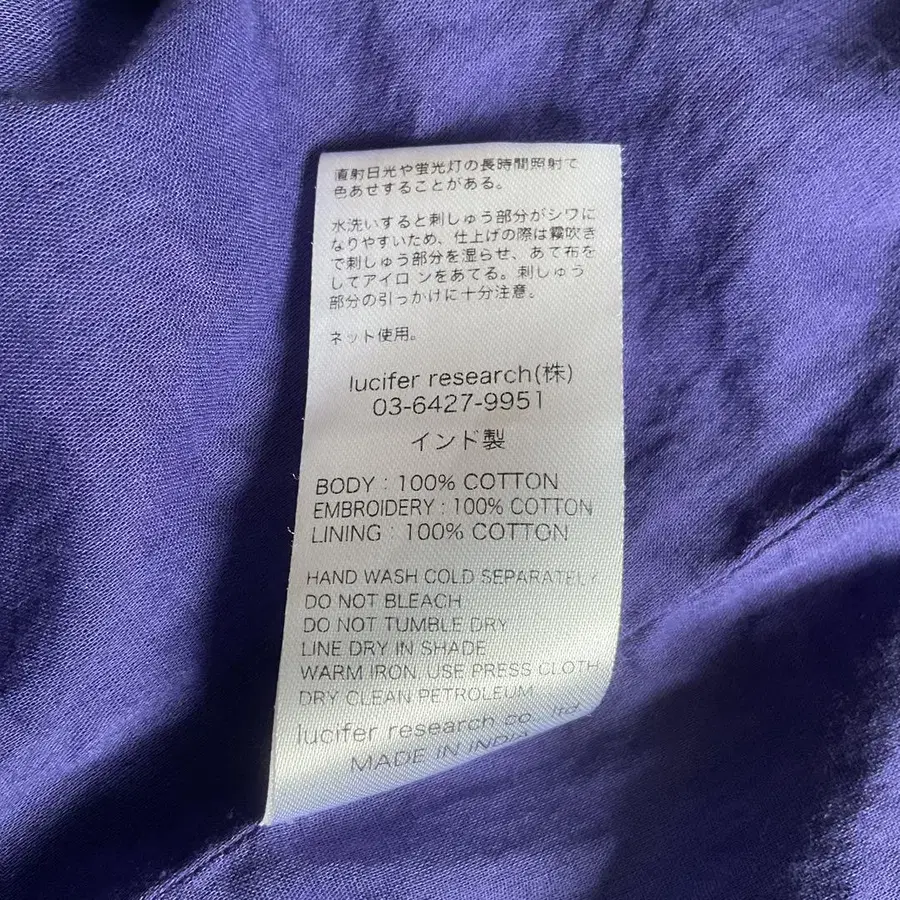 直射日光や蛍光灯の長時間照射で
色あせすることがある。
水洗いすると刺しゅう部分がシワに
なりやすいため、仕上げの際は霧吹き
で刺しゅう部分を湿らせ、あて布を
してアイロンをあてる。刺しゅう
部分の引っかけに十分注意。
ネット使用。
lucifer research(株)
03-6427-9951
インド製
BODY : 100% COTTON
EMBROIDERY : 100% COTTON
LINING : 100% COTTON
HAND WASH COLD SEPARATELY
DO NOT BLEACH
DO NOT TUMBLE DRY
LINE DRY IN SHADE
WARM IRON, USE PRESS CLOTH
DRY CLEAN PETROLEUM
lucifer research co ltd
MADE IN INDIA